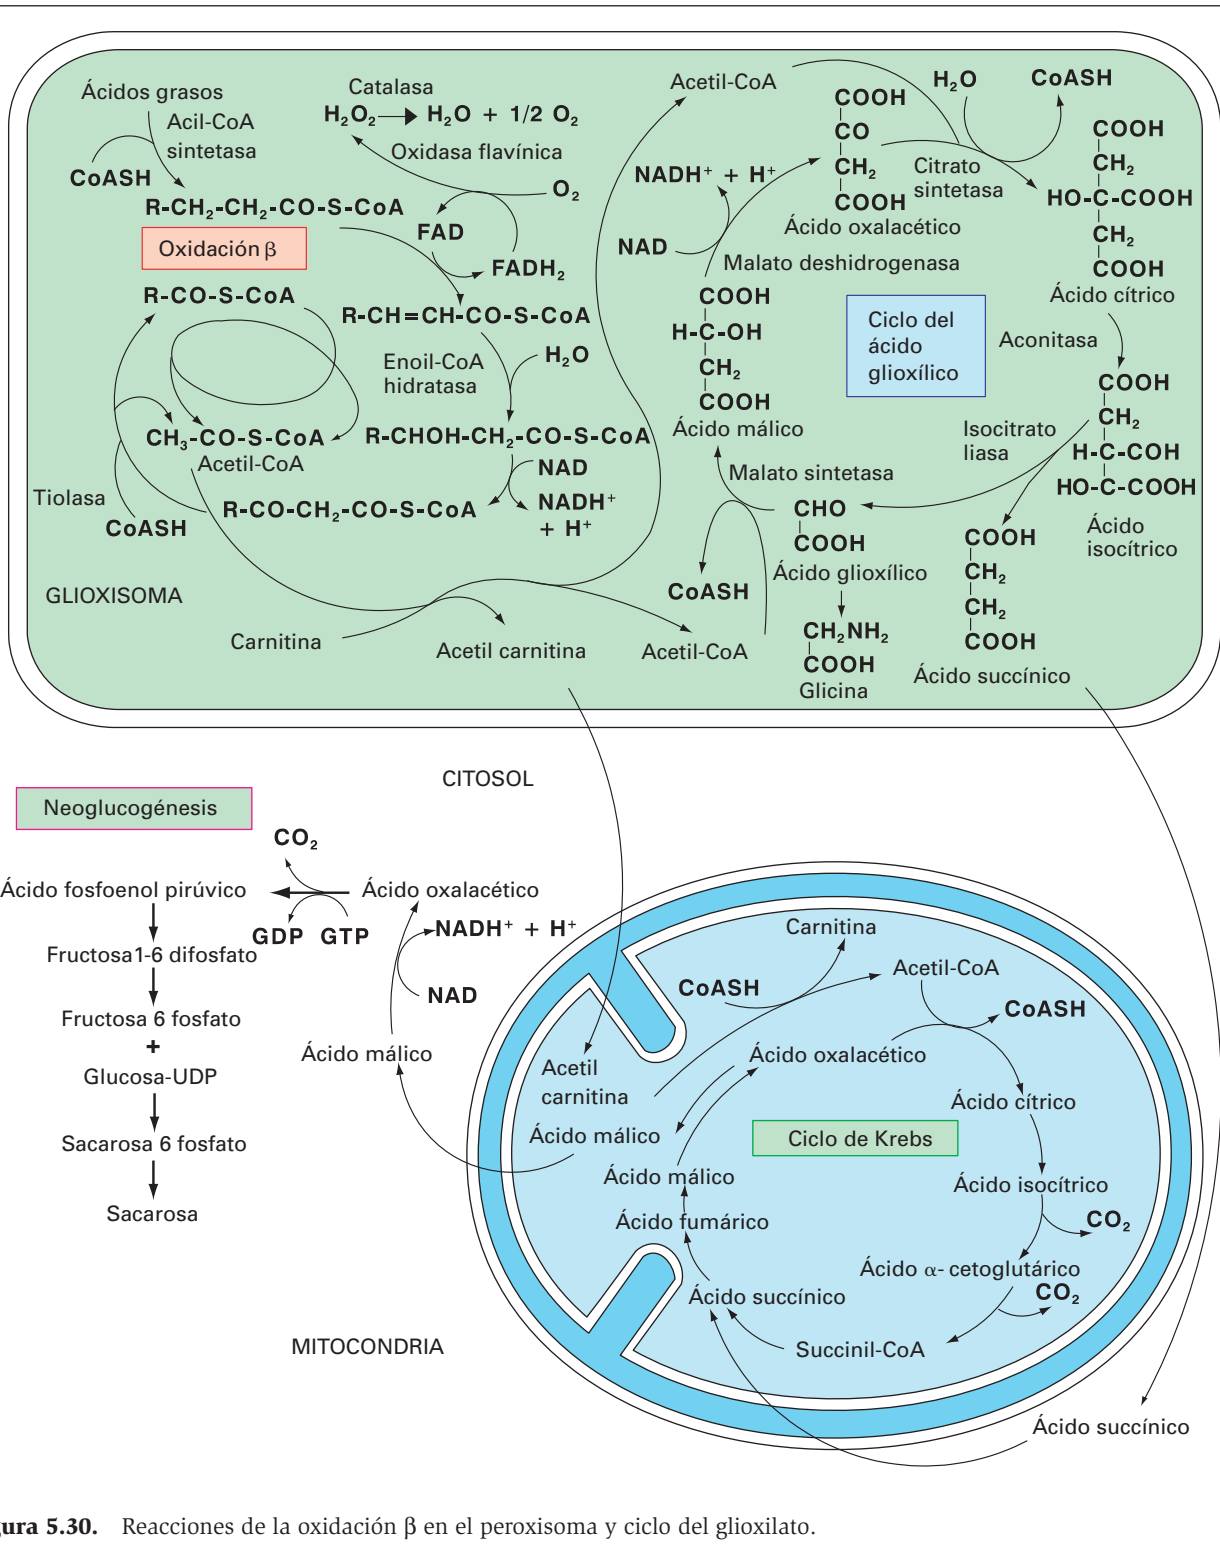 Ácidos grasos
Acil-CoA
sintetasa
CoASH
R-CH₂-CH₂-CO-S-CoA
Catalasa
H₂O₂ → H₂O + 1/2 O₂
Oxidasa flavínica
O₂
FAD
FADH₂
Oxidación β
R-CO-S-CoA
R-CH=CH-CO-S-CoA
Enoil-CoA
hidratasa
H₂O
CH₃-CO-S-CoA
Acetil-CoA
R-CHOH-CH₂-CO-S-CoA
NAD
NADH⁺
+ H⁺
Tiolasa
CoASH
R-CO-CH₂-CO-S-CoA
GLIOXISOMA
Carnitina
Acetil carnitina
Acetil-CoA
Acetil-CoA
H₂O
CoASH
COOH
CO
CH₂
COOH
Ácido oxalacético
Citrato
sintetasa
COOH
CH₂
HO-C-COOH
CH₂
COOH
Ácido cítrico
NADH⁺ + H⁺
NAD
Malato deshidrogenasa
COOH
H-C-OH
CH₂
COOH
Ácido málico
Ciclo del
ácido
glioxílico
Aconitasa
COOH
CH₂
H-C-COH
HO-C-COOH
Ácido
isocítrico
Isocitrato
liasa
Malato sintetasa
CHO
COOH
Ácido glioxílico
CoASH
CH₂NH₂
COOH
Glicina
COOH
CH₂
CH₂
COOH
Ácido succínico
CITOSOL
Neoglucogénesis
CO₂
Ácido fosfoenol pirúvico
Ácido oxalacético
GDP GTP
NADH⁺ + H⁺
NAD
Fructosa 1-6 difosfato
Fructosa 6 fosfato
+
Glucosa-UDP
Sacarosa 6 fosfato
Sacarosa
Ácido málico
Carnitina
CoASH
Acetil-CoA
CoASH
Acetil
carnitina
Ácido oxalacético
Ácido málico
Ácido cítrico
Ciclo de Krebs
Ácido málico
Ácido isocítrico
CO₂
Ácido fumárico
Ácido α- cetoglutárico
CO₂
Ácido succínico
Succinil-CoA
MITOCONDRIA
Ácido succínico
gura 5.30. Reacciones de la oxidación β en el peroxisoma y ciclo del glioxilato.